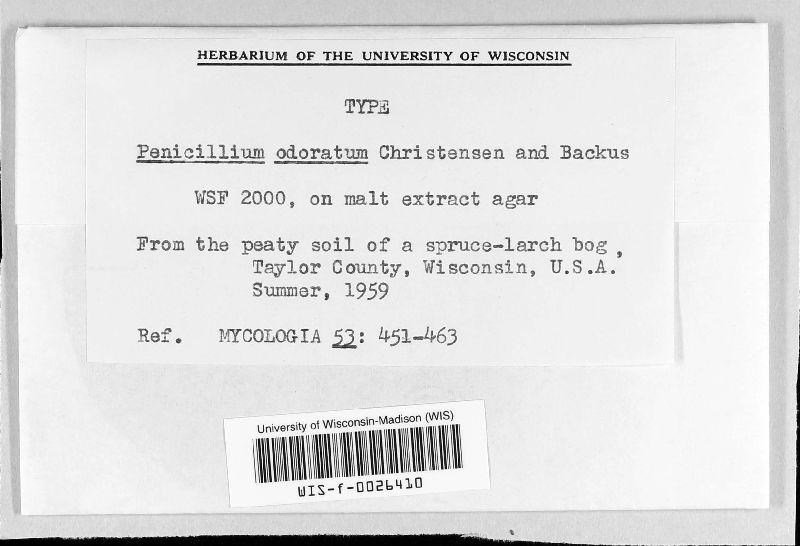 HERBARIUM OF THE UNIVERSITY OF WISCONSIN
TYPE
Penicillium odoratum Christensen and Backus
WSF 2000, on malt extract agar
From the peaty soil of a spruce-larch bog,
Taylor County, Wisconsin, U.S.A.
Summer, 1959
Ref. MYCOLOGIA 53: 451-463
University of Wisconsin-Madison (WIS)
WIS-f-0026410